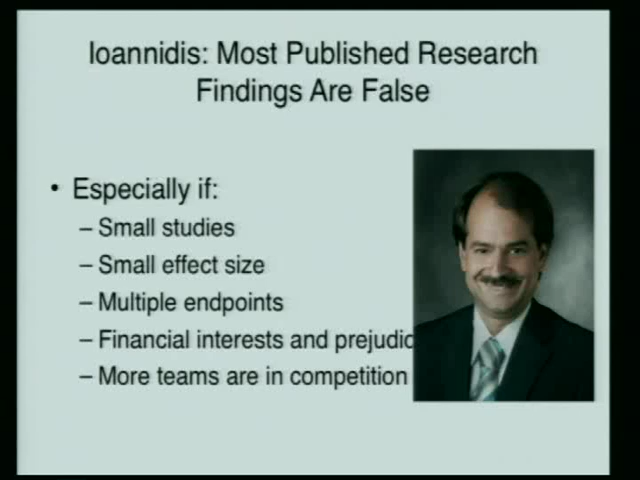 Ioannidis: Most Published Research
Findings Are False
• Especially if:
– Small studies
– Small effect size
– Multiple endpoints
– Financial interests and prejudic
– More teams are in competition